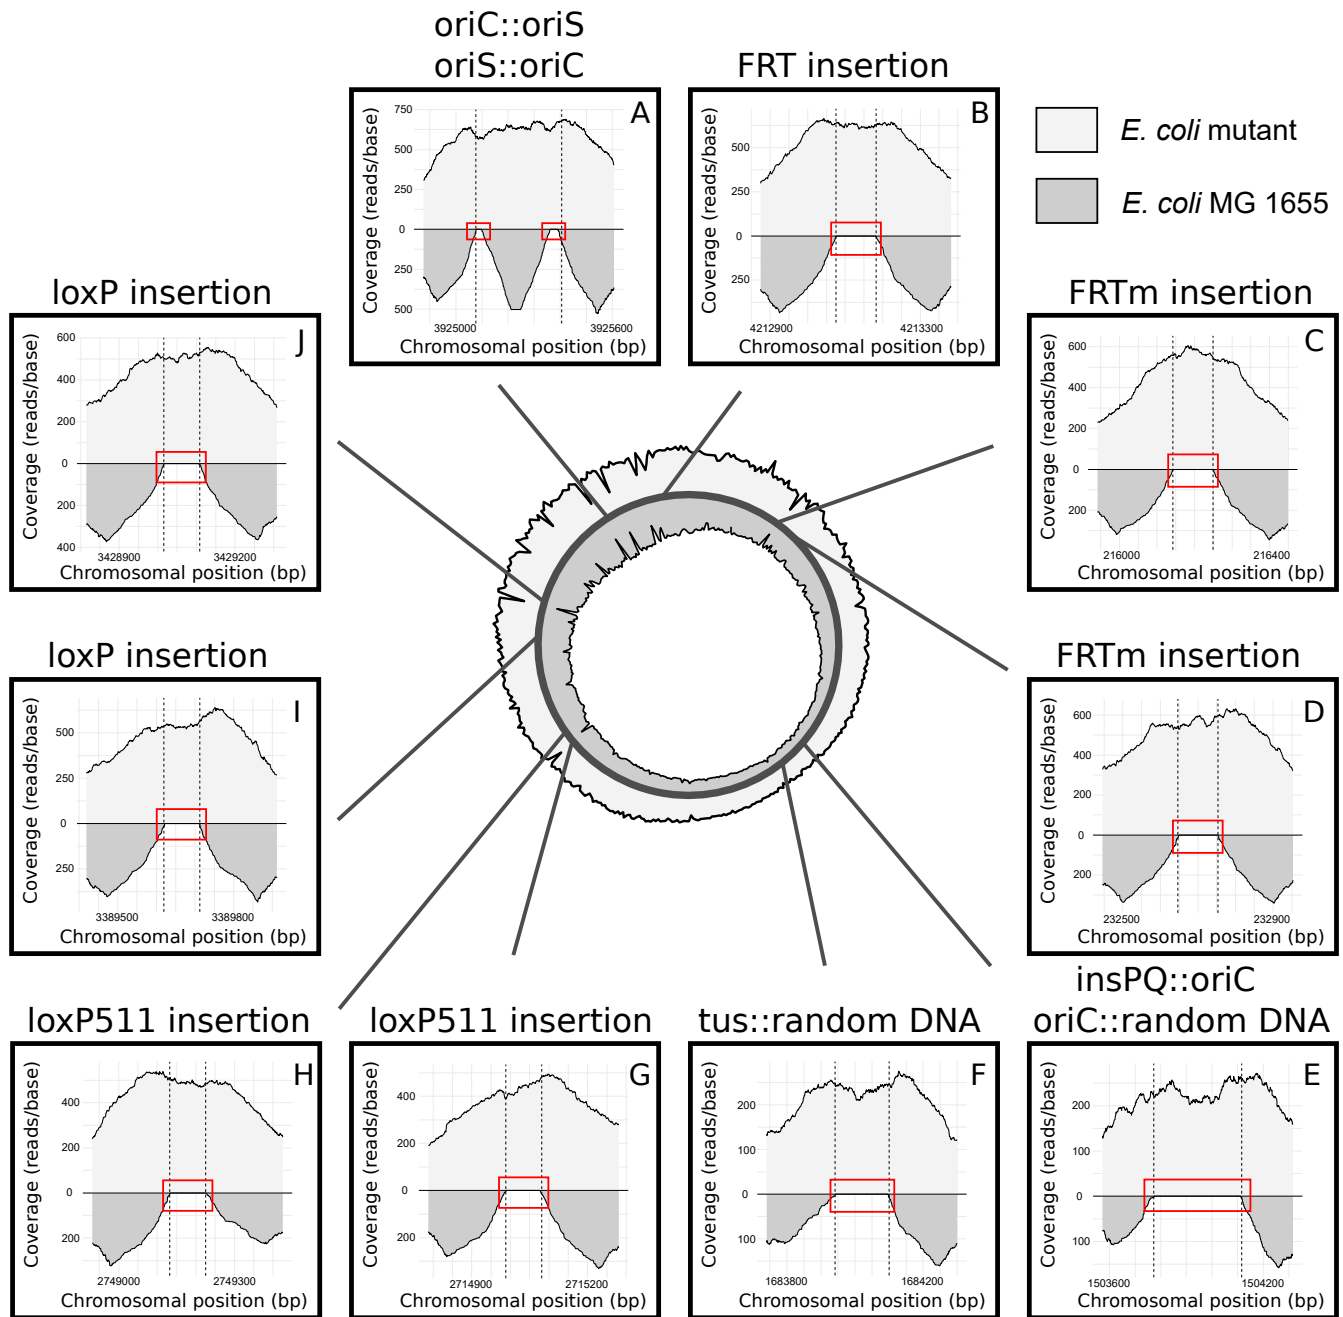 oriC::oriS
oriS::oriC
FRT insertion
E. coli mutant
E. coli MG 1655
A
Coverage (reads/base)
750
500
250
0
250
500
3925000
3925600
Chromosomal position (bp)
B
Coverage (reads/base)
500
250
0
250
4212900
4213300
Chromosomal position (bp)
loxP insertion
J
Coverage (reads/base)
600
400
200
0
200
400
3428900
3429200
Chromosomal position (bp)
FRTm insertion
C
Coverage (reads/base)
600
400
200
0
200
216000
216400
Chromosomal position (bp)
loxP insertion
I
Coverage (reads/base)
500
250
0
250
3389500
3389800
Chromosomal position (bp)
FRTm insertion
D
Coverage (reads/base)
600
400
200
0
200
232500
232900
Chromosomal position (bp)
loxP511 insertion
H
Coverage (reads/base)
400
200
0
200
2749000
2749300
Chromosomal position (bp)
loxP511 insertion
G
Coverage (reads/base)
400
200
0
200
2714900
2715200
Chromosomal position (bp)
tus::random DNA
F
Coverage (reads/base)
200
100
0
100
1683800
1684200
Chromosomal position (bp)
insPQ::oriC
oriC::random DNA
E
Coverage (reads/base)
200
100
0
100
1503600
1504200
Chromosomal position (bp)